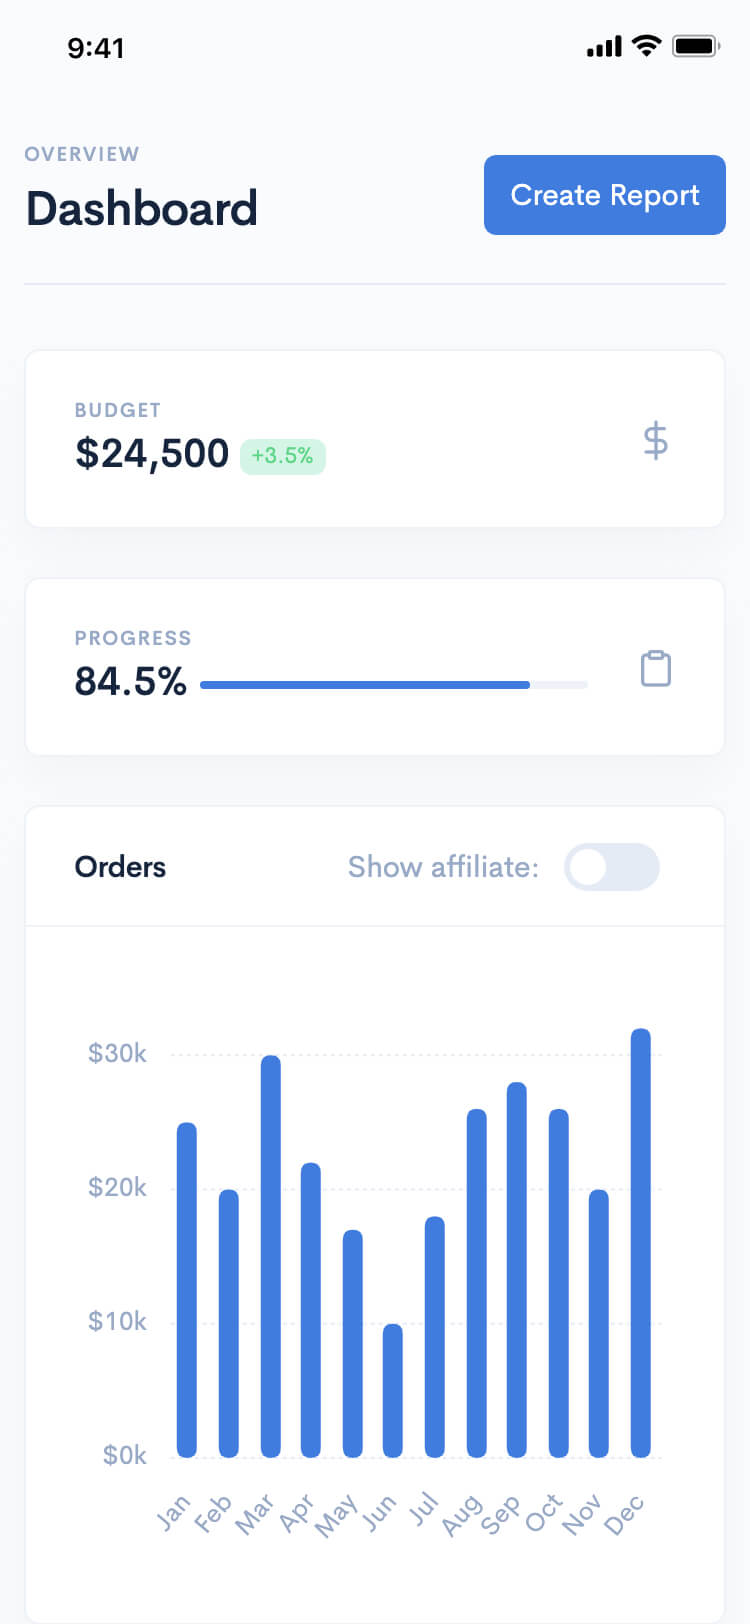 9:41
OVERVIEW
Dashboard
Create Report
BUDGET
$24,500 +3.5%
$
PROGRESS
84.5%
Orders
Show affiliate:
$30k
$20k
$10k
$0k
Jan Feb Mar Apr May Jun Jul Aug Sep Oct Nov Dec